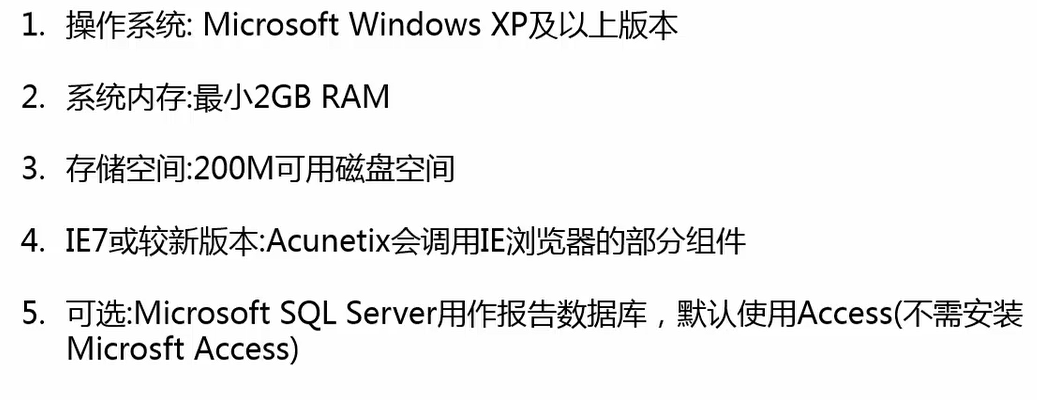 1. 操作系统: Microsoft Windows XP及以上版本
2. 系统内存:最小2GB RAM
3. 存储空间:200M可用磁盘空间
4. IE7或较新版本:Acunetix会调用IE浏览器的部分组件
5. 可选:Microsoft SQL Server用作报告数据库，默认使用Access(不需安装
Microsft Access)